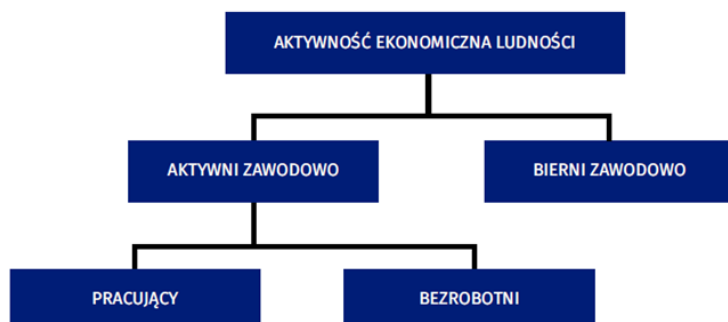 AKTYWNOŚĆ EKONOMICZNA LUDNOŚCI
AKTYWNI ZAWODOWO
BIERNI ZAWODOWO
PRACUJĄCY
BEZROBOTNI